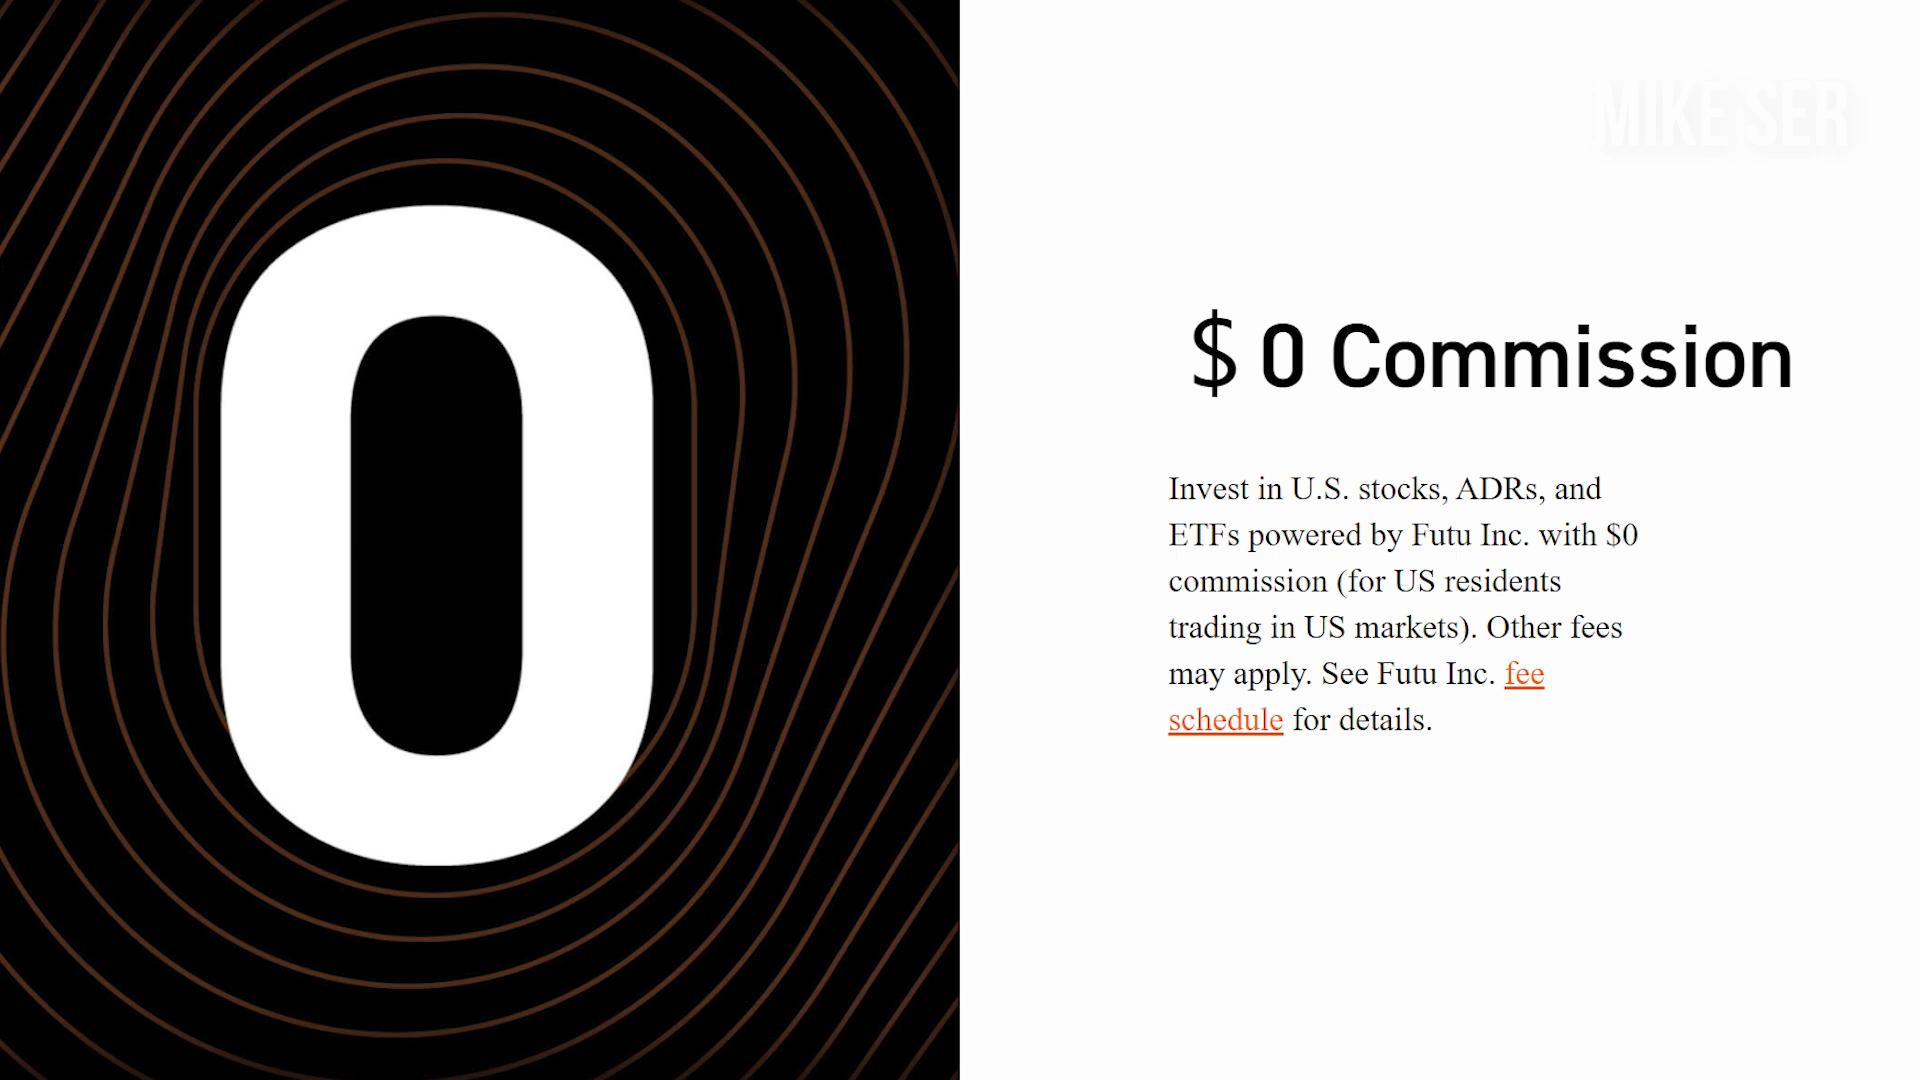 MIKE SER
0
$ 0 Commission
Invest in U.S. stocks, ADRs, and
ETFs powered by Futu Inc. with $0
commission (for US residents
trading in US markets). Other fees
may apply. See Futu Inc. fee
schedule for details.